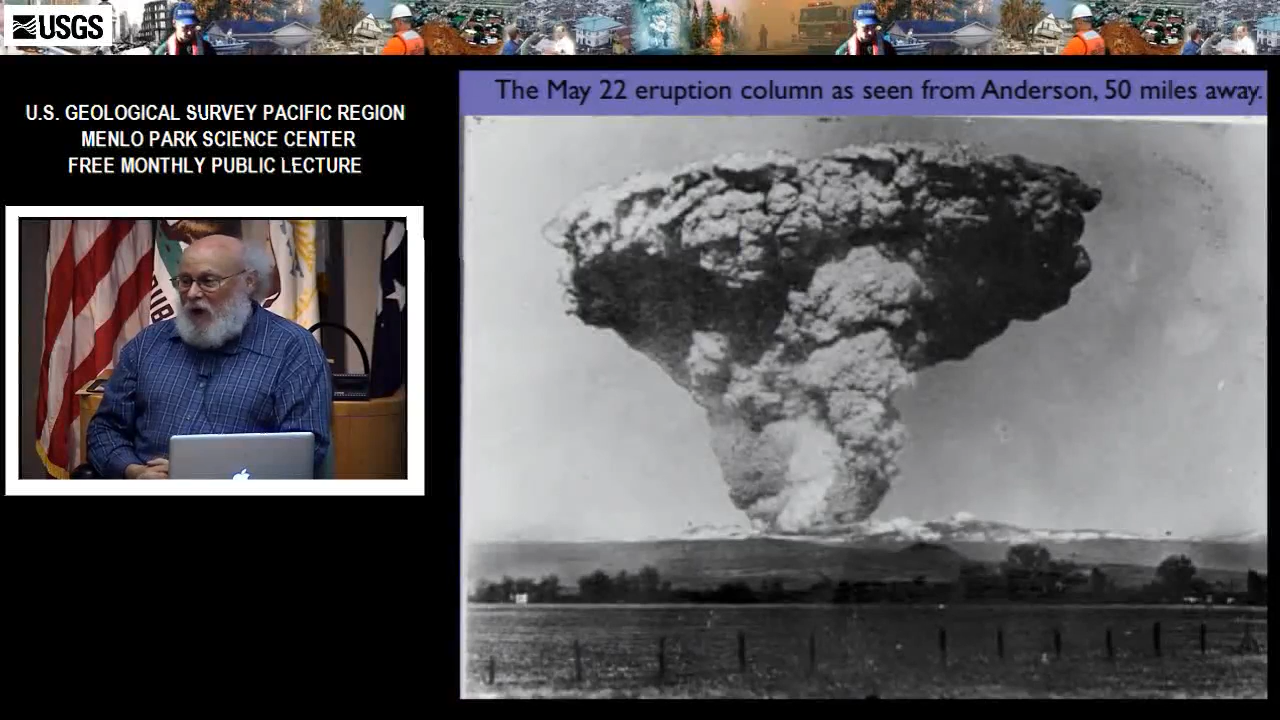 USGS
U.S. GEOLOGICAL SURVEY PACIFIC REGION
MENLO PARK SCIENCE CENTER
FREE MONTHLY PUBLIC LECTURE
The May 22 eruption column as seen from Anderson, 50 miles away.
PUB